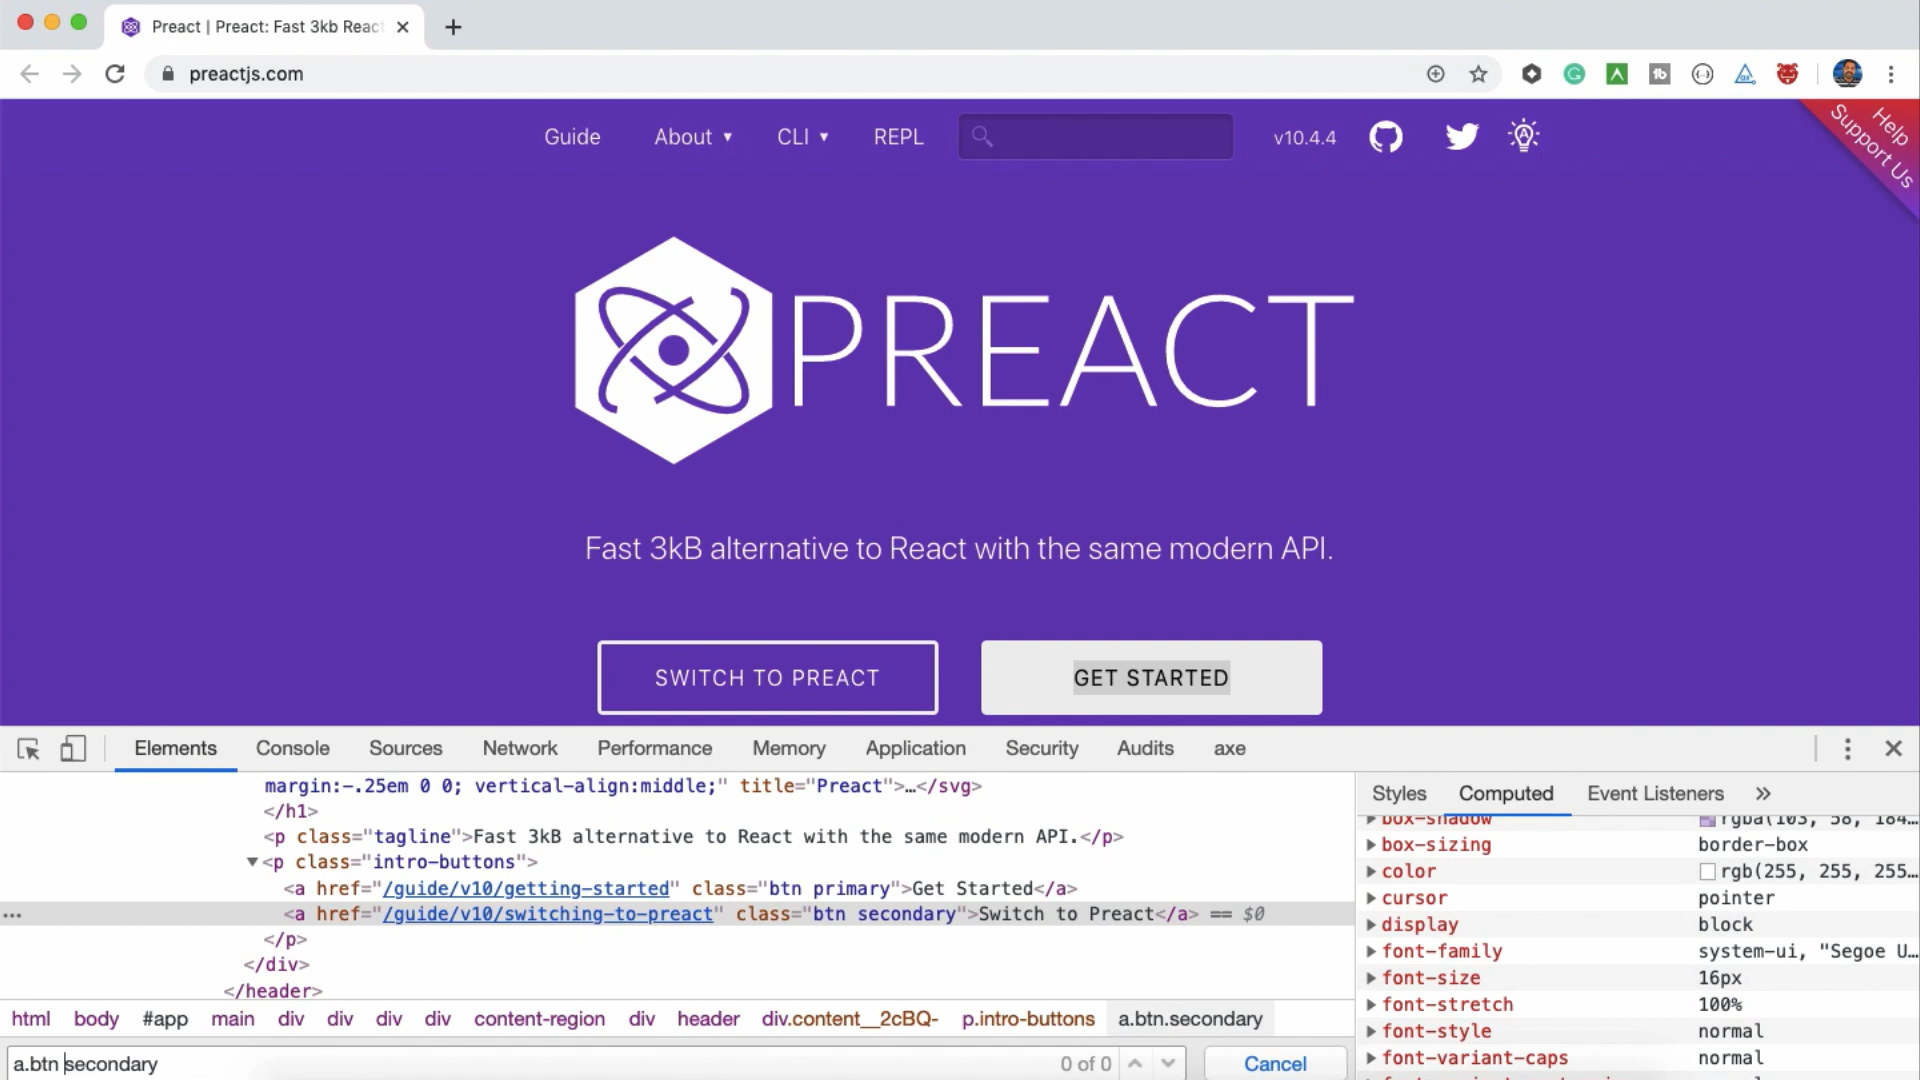 Preact | Preact: Fast 3kb React
preactjs.com
Guide
About ▼
CLI ▼
REPL
v10.4.4
Help
Support Us
PREACT
Fast 3kB alternative to React with the same modern API.
SWITCH TO PREACT
GET STARTED
Elements
Console
Sources
Network
Performance
Memory
Application
Security
Audits
axe
margin:-.25em 0 0; vertical-align:middle;" title="Preact">…</svg>
</h1>
<p class="tagline">Fast 3kB alternative to React with the same modern API.</p>
▼<p class="intro-buttons">
<a href="/guide/v10/getting-started" class="btn primary">Get Started</a>
<a href="/guide/v10/switching-to-preact" class="btn secondary">Switch to Preact</a> == $0
</p>
</div>
</header>
html body #app main div div div div content-region div header div.content__2cBQ- p.intro-buttons a.btn.secondary
a.btn secondary
0 of 0
Cancel
Styles
Computed
Event Listeners
»
box-shadow rgba(103, 58, 184…
box-sizing border-box
color rgb(255, 255, 255…
cursor pointer
display block
font-family system-ui, "Segoe U…
font-size 16px
font-stretch 100%
font-style normal
font-variant-caps normal